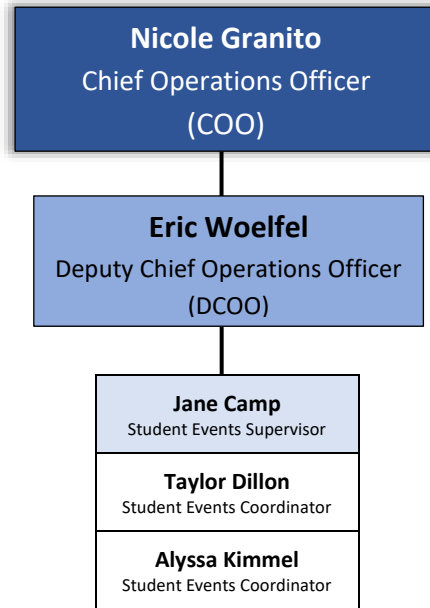 Nicole Granito
Chief Operations Officer
(COO)
Eric Woelfel
Deputy Chief Operations Officer
(DCOO)
Jane Camp
Student Events Supervisor
Taylor Dillon
Student Events Coordinator
Alyssa Kimmel
Student Events Coordinator